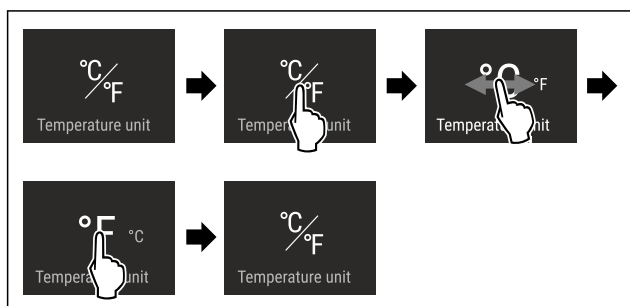 °C/°F
Temperature unit
°C/°F
Temper unit
°C °F
Temperat nit
°F °C
Tempera unit
°C/°F
Temperature unit